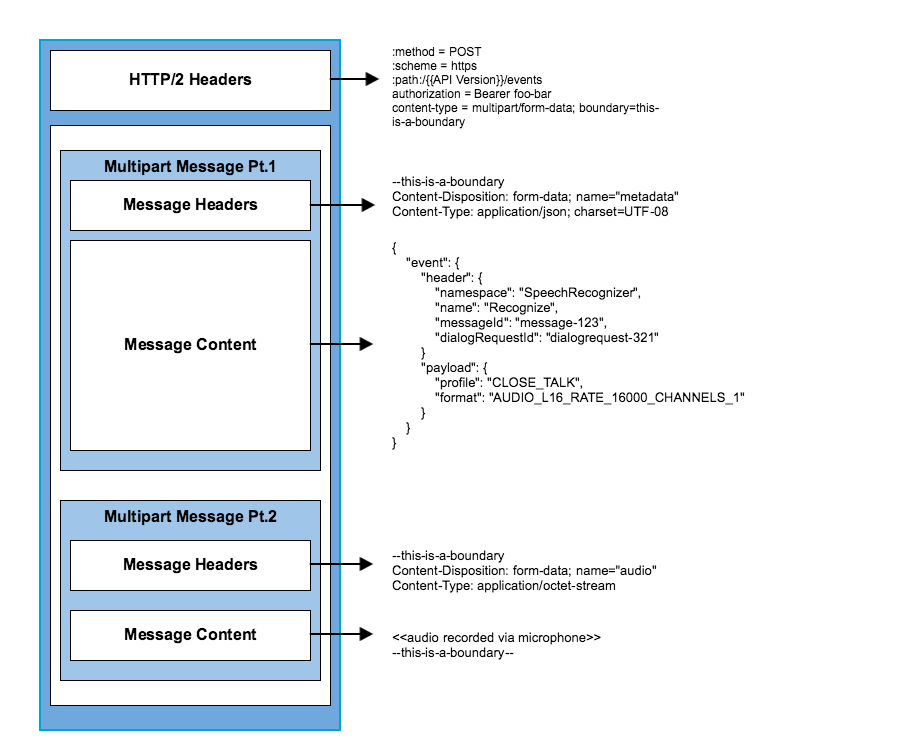 HTTP/2 Headers
:method = POST
:scheme = https
:path:/{{API Version}}/events
authorization = Bearer foo-bar
content-type = multipart/form-data; boundary=this-
is-a-boundary
Multipart Message Pt.1
Message Headers
--this-is-a-boundary
Content-Disposition: form-data; name="metadata"
Content-Type: application/json; charset=UTF-08
Message Content
{
    "event": {
        "header": {
            "namespace": "SpeechRecognizer",
            "name": "Recognize",
            "messageId": "message-123",
            "dialogRequestId": "dialogrequest-321"
        }
        "payload": {
            "profile": "CLOSE_TALK",
            "format": "AUDIO_L16_RATE_16000_CHANNELS_1"
        }
    }
}
Multipart Message Pt.2
Message Headers
--this-is-a-boundary
Content-Disposition: form-data; name="audio"
Content-Type: application/octet-stream
Message Content
<<audio recorded via microphone>>
--this-is-a-boundary--